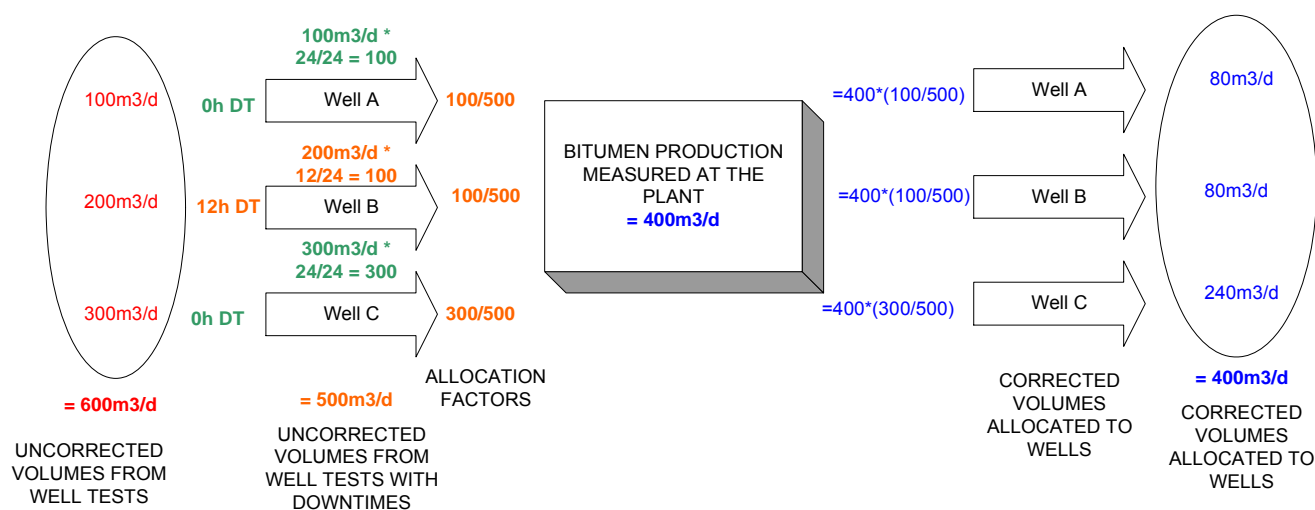 100m3/d
200m3/d
300m3/d
= 600m3/d
UNCORRECTED
VOLUMES FROM
WELL TESTS
0h DT
12h DT
0h DT
100m3/d *
24/24 = 100
Well A
200m3/d *
12/24 = 100
Well B
300m3/d *
24/24 = 300
Well C
= 500m3/d
UNCORRECTED
VOLUMES FROM
WELL TESTS WITH
DOWNTIMES
100/500
100/500
300/500
ALLOCATION
FACTORS
BITUMEN PRODUCTION
MEASURED AT THE
PLANT
= 400m3/d
=400*(100/500)
=400*(100/500)
=400*(300/500)
Well A
Well B
Well C
CORRECTED
VOLUMES
ALLOCATED TO
WELLS
80m3/d
80m3/d
240m3/d
= 400m3/d
CORRECTED
VOLUMES
ALLOCATED TO
WELLS